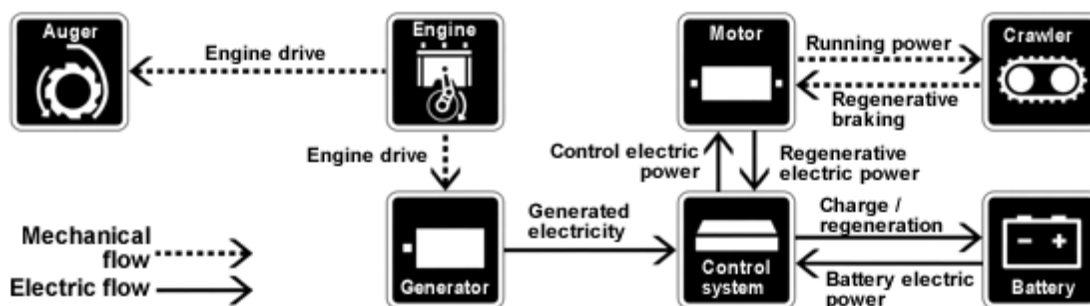 Auger
Engine drive
Engine
Motor
Running power
Crawler
Regenerative
braking
Engine drive
Control electric
power
Regenerative
electric power
Mechanical
flow
Electric flow
Generator
Generated
electricity
Control
system
Charge /
regeneration
Battery electric
power
Battery